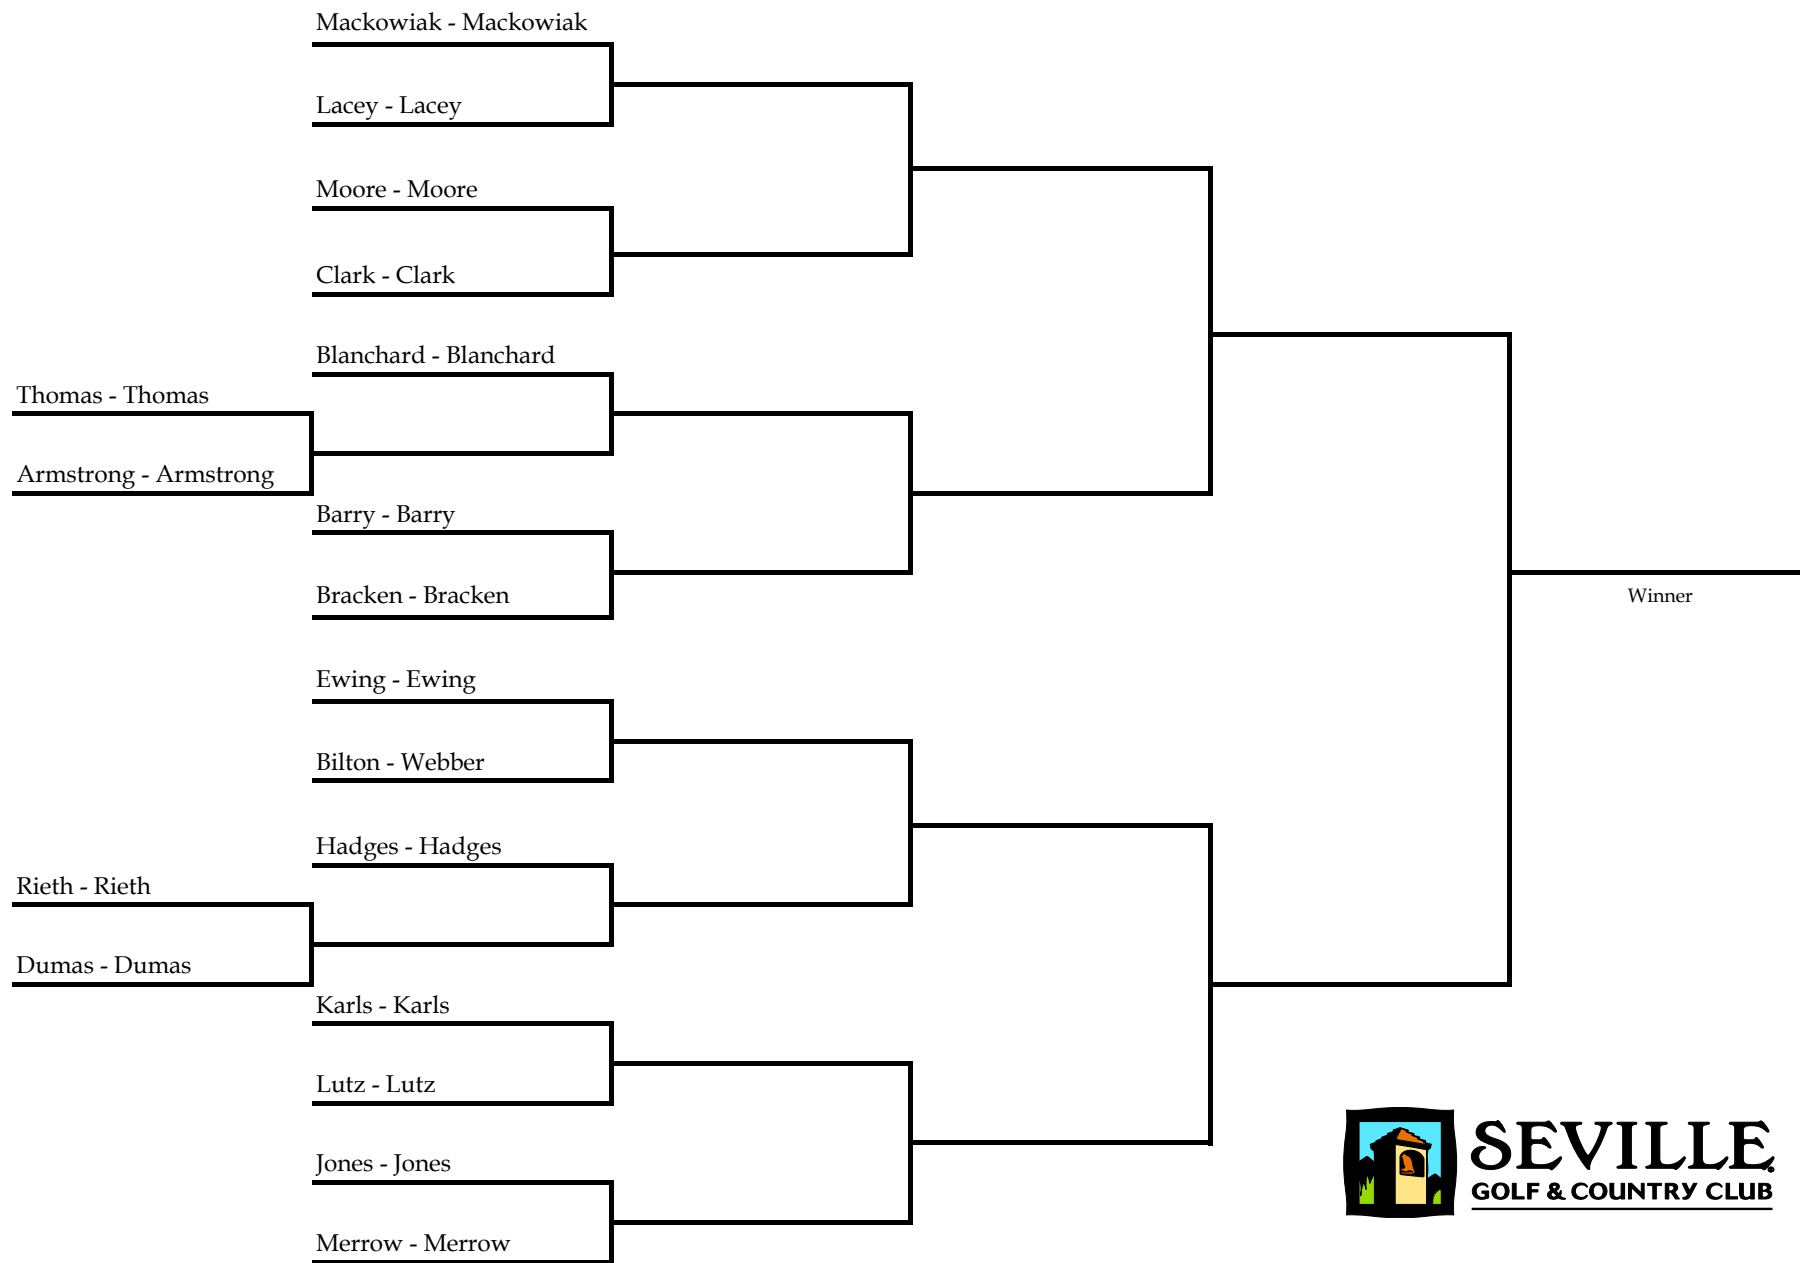 Mackowiak - Mackowiak
Lacey - Lacey
Moore - Moore
Clark - Clark
Blanchard - Blanchard
Thomas - Thomas
Armstrong - Armstrong
Barry - Barry
Bracken - Bracken
Winner
Ewing - Ewing
Bilton - Webber
Hadges - Hadges
Rieth - Rieth
Dumas - Dumas
Karls - Karls
Lutz - Lutz
Jones - Jones
Merrow - Merrow
SEVILLE®
GOLF & COUNTRY CLUB